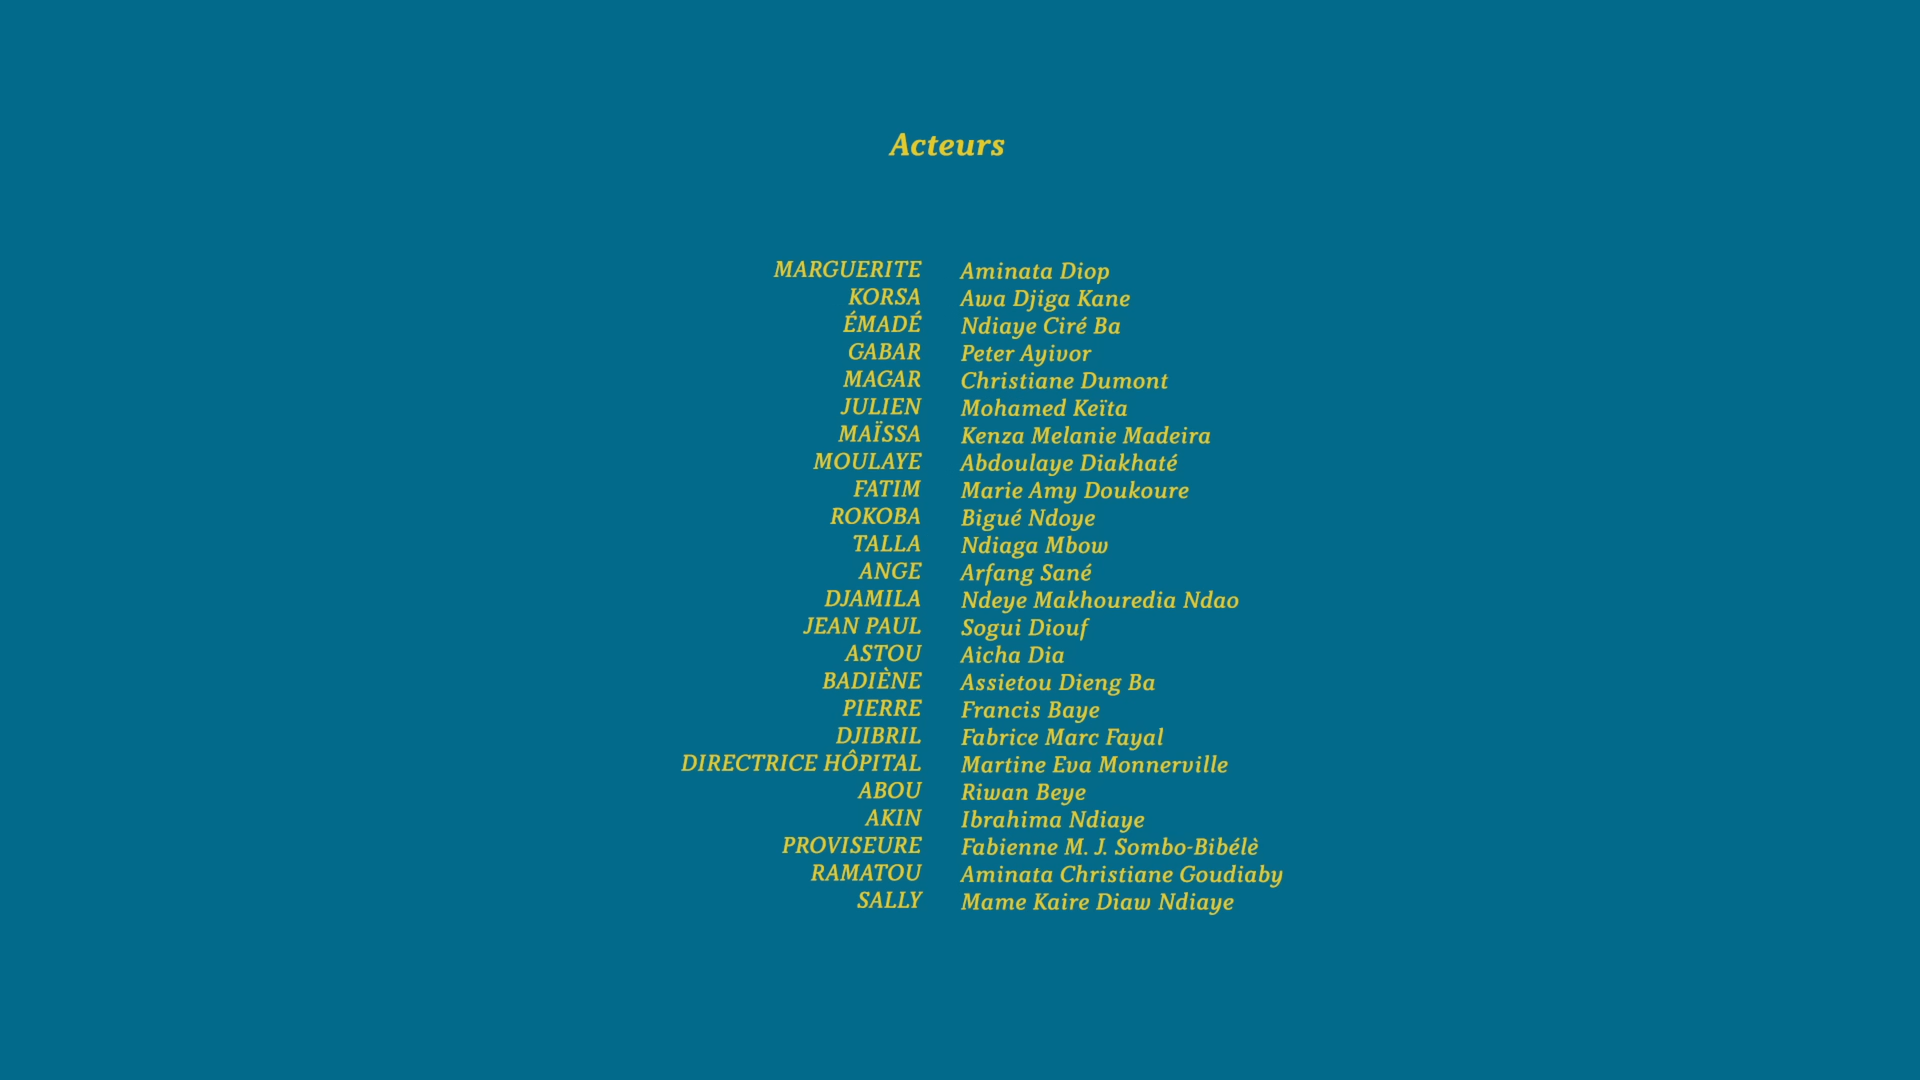 Acteurs
MARGUERITE Aminata Diop
KORSA Awa Djiga Kane
ÉMADÉ Ndiaye Ciré Ba
GABAR Peter Ayivor
MAGAR Christiane Dumont
JULIEN Mohamed Keïta
MAÏSSA Kenza Melanie Madeira
MOULAYE Abdoulaye Diakhaté
FATIM Marie Amy Doukoure
ROKOBA Bigué Ndoye
TALLA Ndiaga Mbow
ANGE Arfang Sané
DJAMILA Ndeye Makhouredia Ndao
JEAN PAUL Sogui Diouf
ASTOU Aicha Dia
BADIÈNE Assietou Dieng Ba
PIERRE Francis Baye
DJIBRIL Fabrice Marc Fayal
DIRECTRICE HÔPITAL Martine Eva Monnerville
ABOU Riwan Beye
AKIN Ibrahima Ndiaye
PROVISEURE Fabienne M. J. Sombo-Bibélè
RAMATOU Aminata Christiane Goudiaby
SALLY Mame Kaire Diaw Ndiaye